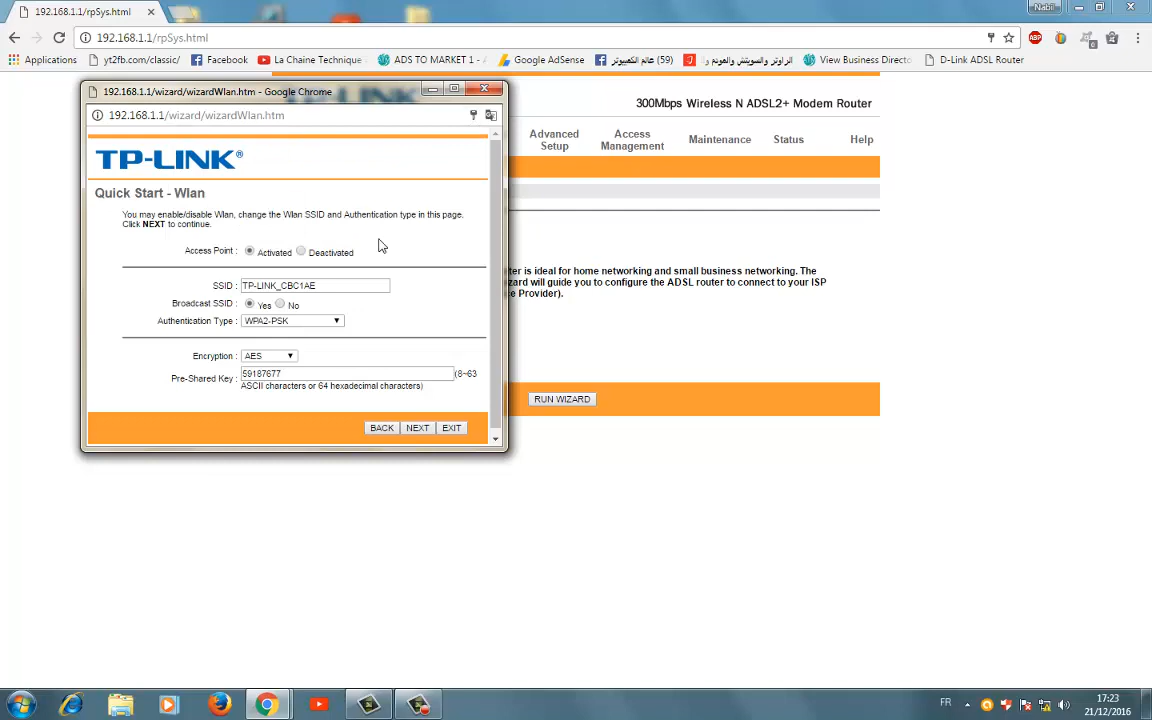 192.168.1.1/rpSys.html
Nabil
192.168.1.1/rpSys.html
ABP
Applications
yt2fb.com/classic/
Facebook
La Chaine Technique
ADS TO MARKET 1 -
Google AdSense
(59) عالم الكمبيوتر
الراوتر والسويتش والمودم و
View Business Directo
D-Link ADSL Router
192.168.1.1/wizard/wizardWlan.htm - Google Chrome
192.168.1.1/wizard/wizardWlan.htm
300Mbps Wireless N ADSL2+ Modem Router
Advanced Setup
Access Management
Maintenance
Status
Help
TP-LINK®
Quick Start - Wlan
You may enable/disable Wlan, change the Wlan SSID and Authentication type in this page.
Click NEXT to continue.
Access Point : Activated Deactivated
SSID : TP-LINK_CBC1AE
Broadcast SSID : Yes No
Authentication Type : WPA2-PSK
Encryption : AES
Pre-Shared Key : 59187677 (8~63
ASCII characters or 64 hexadecimal characters)
BACK NEXT EXIT
ter is ideal for home networking and small business networking. The
zard will guide you to configure the ADSL router to connect to your ISP
e Provider).
RUN WIZARD
FR
17:23
21/12/2016